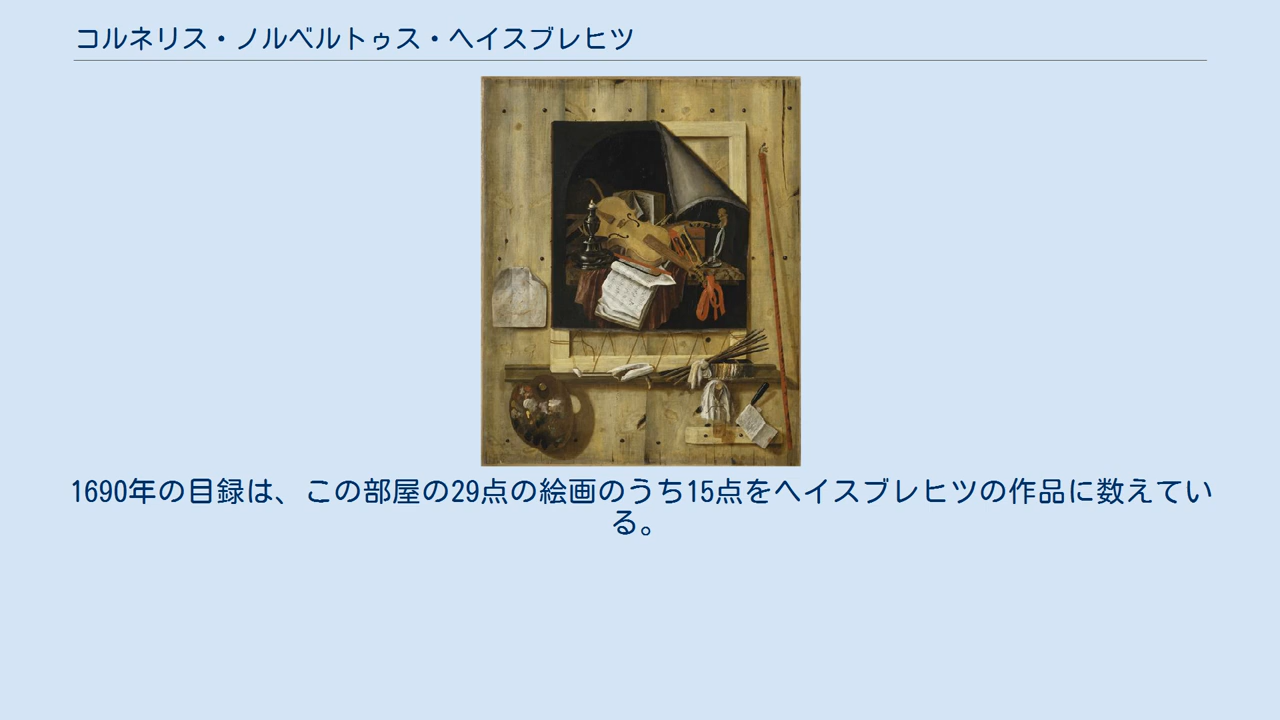 コルネリス・ノルベルトゥス・ヘイスブレヒツ
1690年の目録は、この部屋の29点の絵画のうち15点をヘイスブレヒツの作品に数えてい
る。